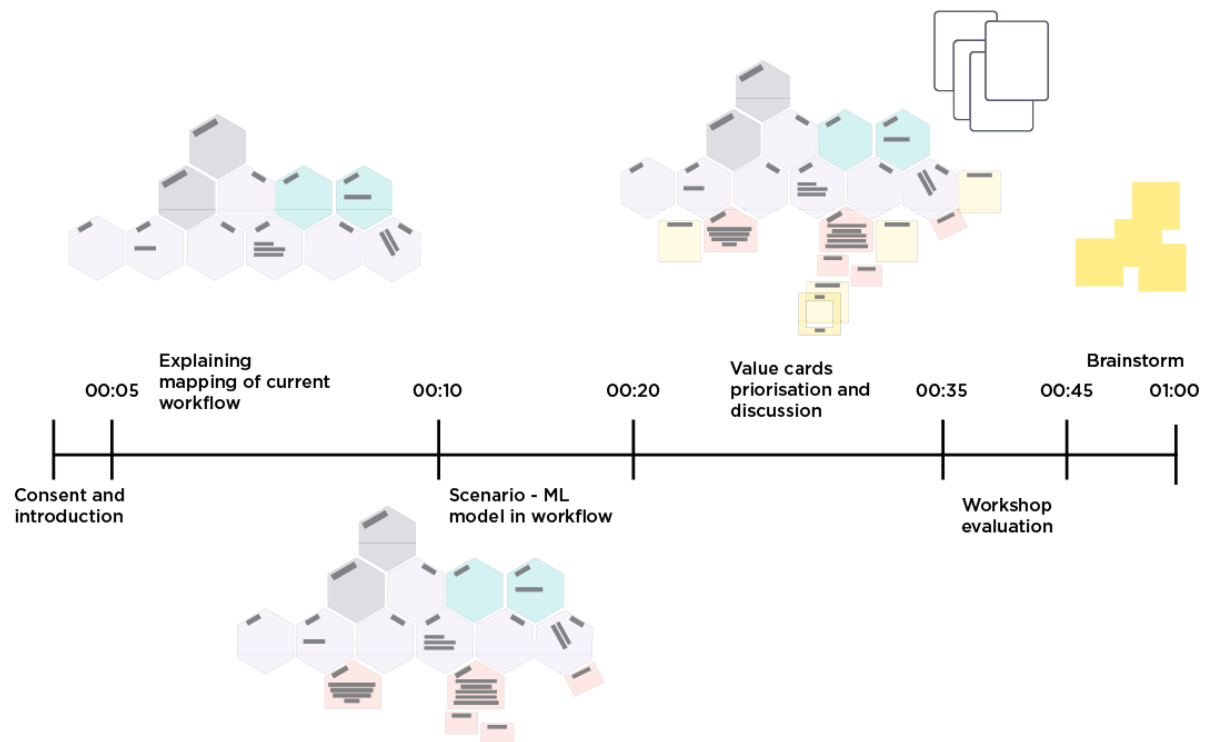 Explaining
mapping of current
workflow
Value cards
priorisation and
discussion
Brainstorm
00:05
00:10
00:20
00:35
00:45
01:00
Consent and
introduction
Scenario - ML
model in workflow
Workshop
evaluation